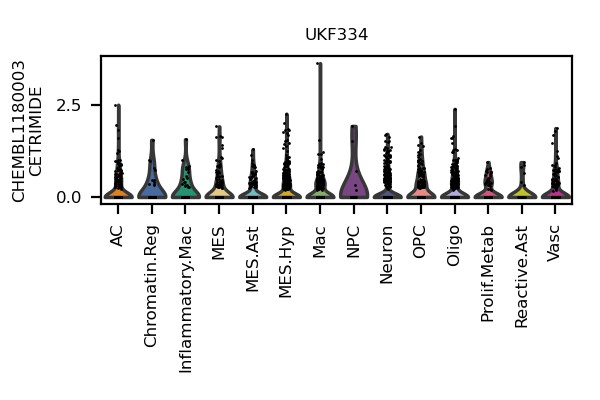 UKF334
CHEMBL1180003
CETRIMIDE
2.5
0.0
AC
Chromatin.Reg
Inflammatory.Mac
MES
MES.Ast
MES.Hyp
Mac
NPC
Neuron
OPC
Oligo
Prolif.Metab
Reactive.Ast
Vasc